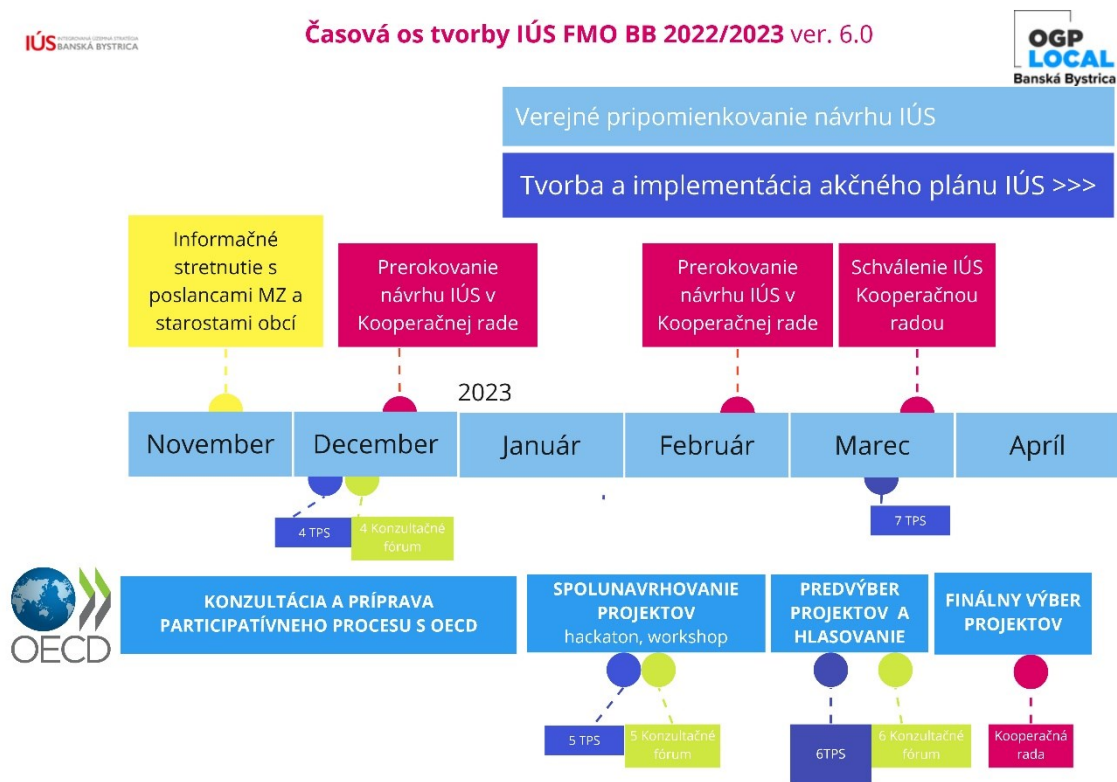 IÚS INTEGROVANÁ ÚZEMNÁ STRATÉGIA
BANSKÁ BYSTRICA
Časová os tvorby IÚS FMO BB 2022/2023 ver. 6.0
OGP
LOCAL
Banská Bystrica
Verejné pripomienkovanie návrhu IÚS
Tvorba a implementácia akčného plánu IÚS >>>
Informačné
stretnutie s
poslancami MZ a
starostami obcí
Prerokovanie
návrhu IÚS v
Kooperačnej rade
Prerokovanie
návrhu IÚS v
Kooperačnej rade
Schválenie IÚS
Kooperačnou
radou
2023
November
December
Január
Február
Marec
Apríl
4 TPS
4 Konzultačné
fórum
7 TPS
OECD
KONZULTÁCIA A PRÍPRAVA
PARTICIPATÍVNEHO PROCESU S OECD
SPOLUNAVRHOVANIE
PROJEKTOV
hackaton, workshop
PREDVÝBER
PROJEKTOV A
HLASOVANIE
FINÁLNY VÝBER
PROJEKTOV
5 TPS
5 Konzultačné
fórum
6TPS
6 Konzultačné
fórum
Kooperačná
rada